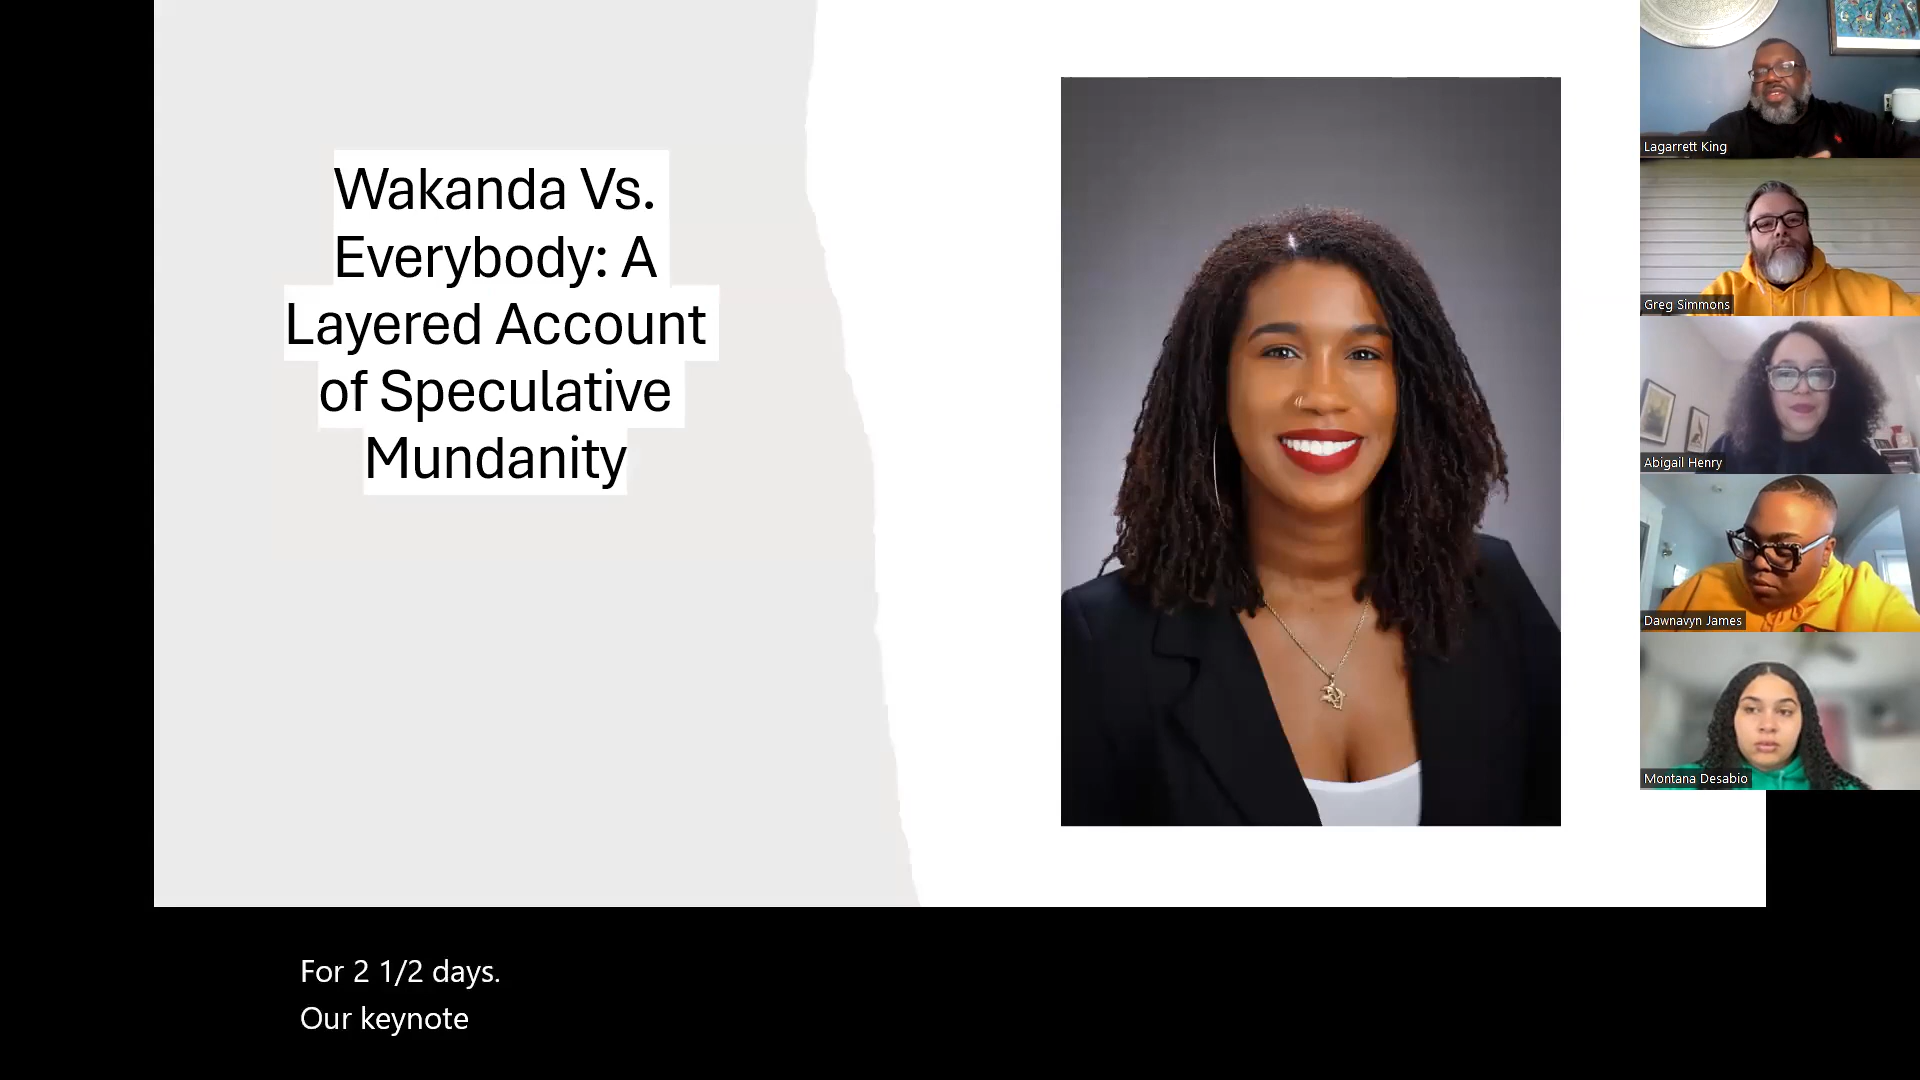 Wakanda Vs.
Everybody: A
Layered Account
of Speculative
Mundanity
Lagarrett King
Greg Simmons
Abigail Henry
Dawnavyn James
Montana Desabio
For 2 1/2 days.
Our keynote